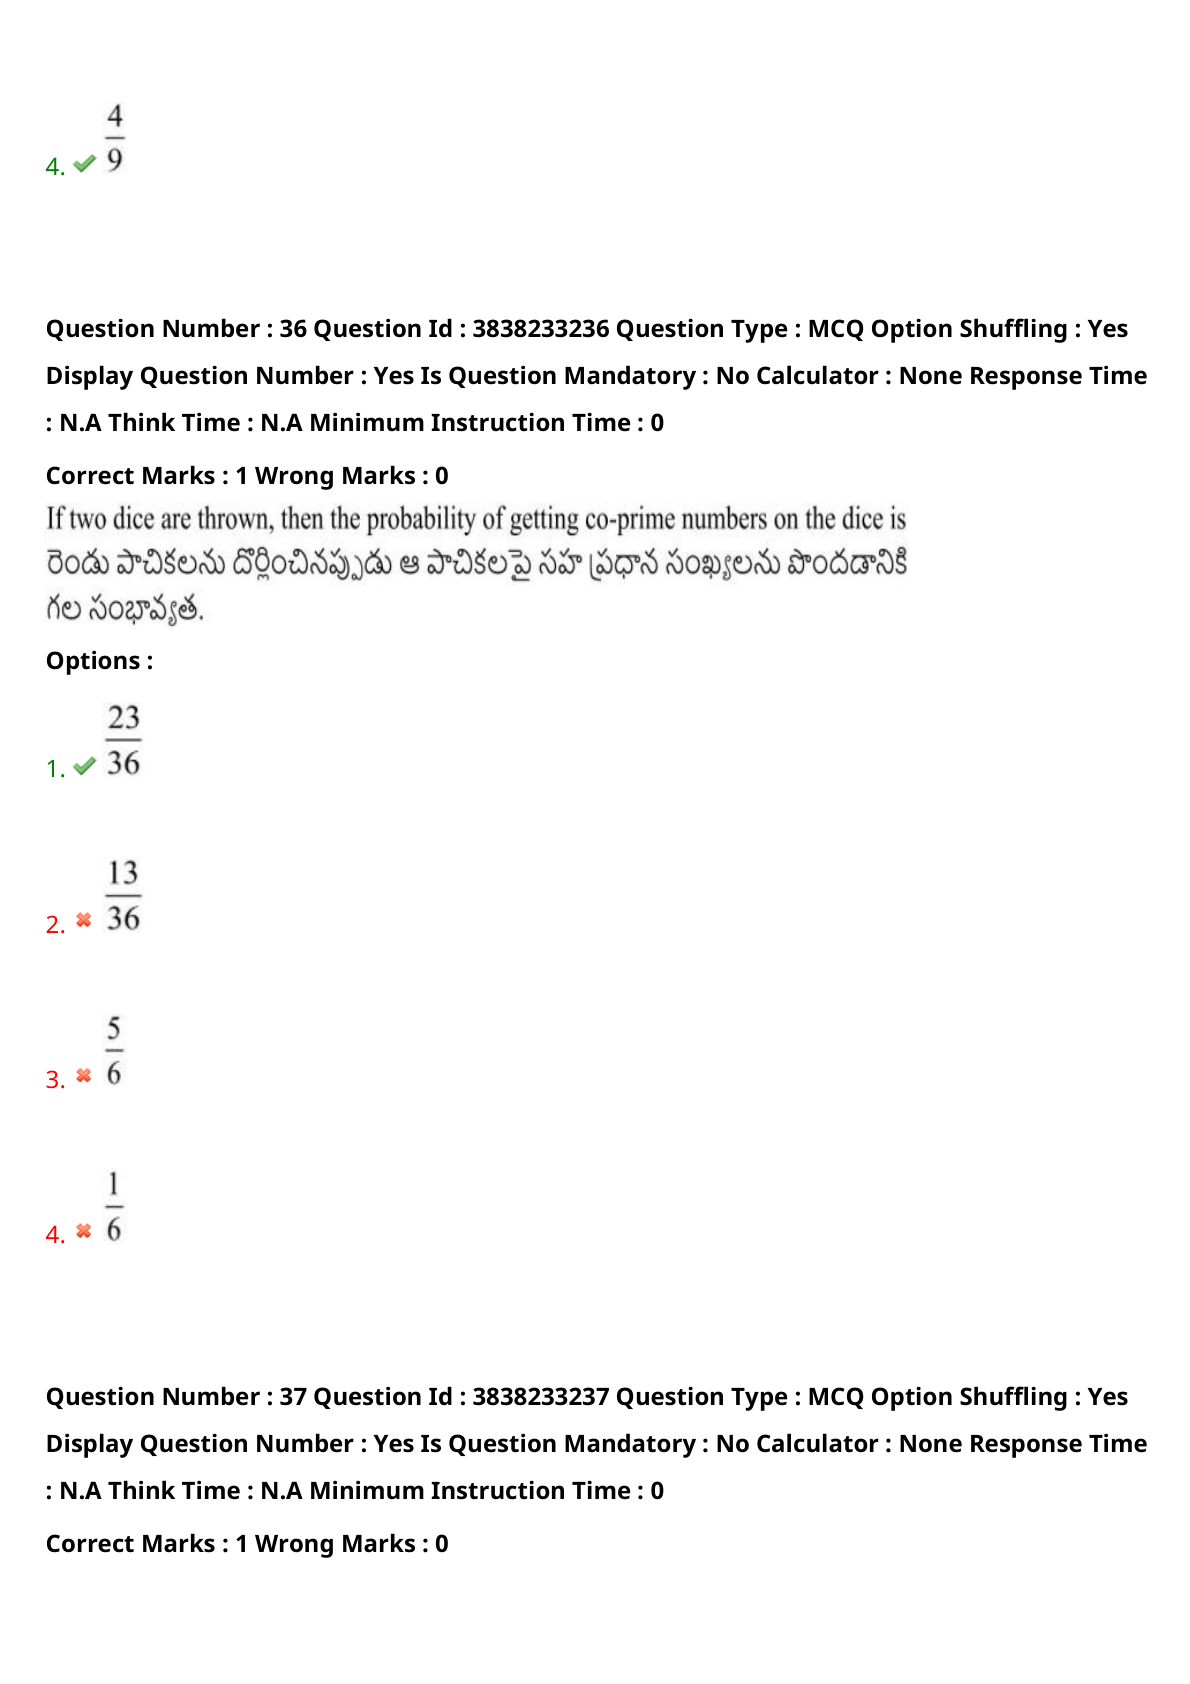 4
9
4.
Question Number : 36 Question Id : 3838233236 Question Type : MCQ Option Shuffling : Yes
Display Question Number : Yes Is Question Mandatory : No Calculator : None Response Time
: N.A Think Time : N.A Minimum Instruction Time : 0
Correct Marks : 1 Wrong Marks : 0
If two dice are thrown, then the probability of getting co-prime numbers on the dice is
రెండు పాచికలను దొర్లించినప్పుడు ఆ పాచికలపై సహ ప్రధాన సంఖ్యలను పొందడానికి
గల సంభావ్యత.
Options :
23
36
1.
13
36
2.
5
6
3.
1
6
4.
Question Number : 37 Question Id : 3838233237 Question Type : MCQ Option Shuffling : Yes
Display Question Number : Yes Is Question Mandatory : No Calculator : None Response Time
: N.A Think Time : N.A Minimum Instruction Time : 0
Correct Marks : 1 Wrong Marks : 0